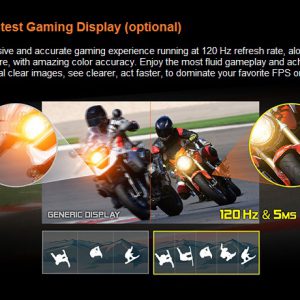 test Gaming Display (optional)
sive and accurate gaming experience running at 120 Hz refresh rate, alo
re, with amazing color accuracy. Enjoy the most fluid gameplay and ach
al clear images, see clearer, act faster, to dominate your favorite FPS o
GENERIC DISPLAY
120 Hz & 5MS